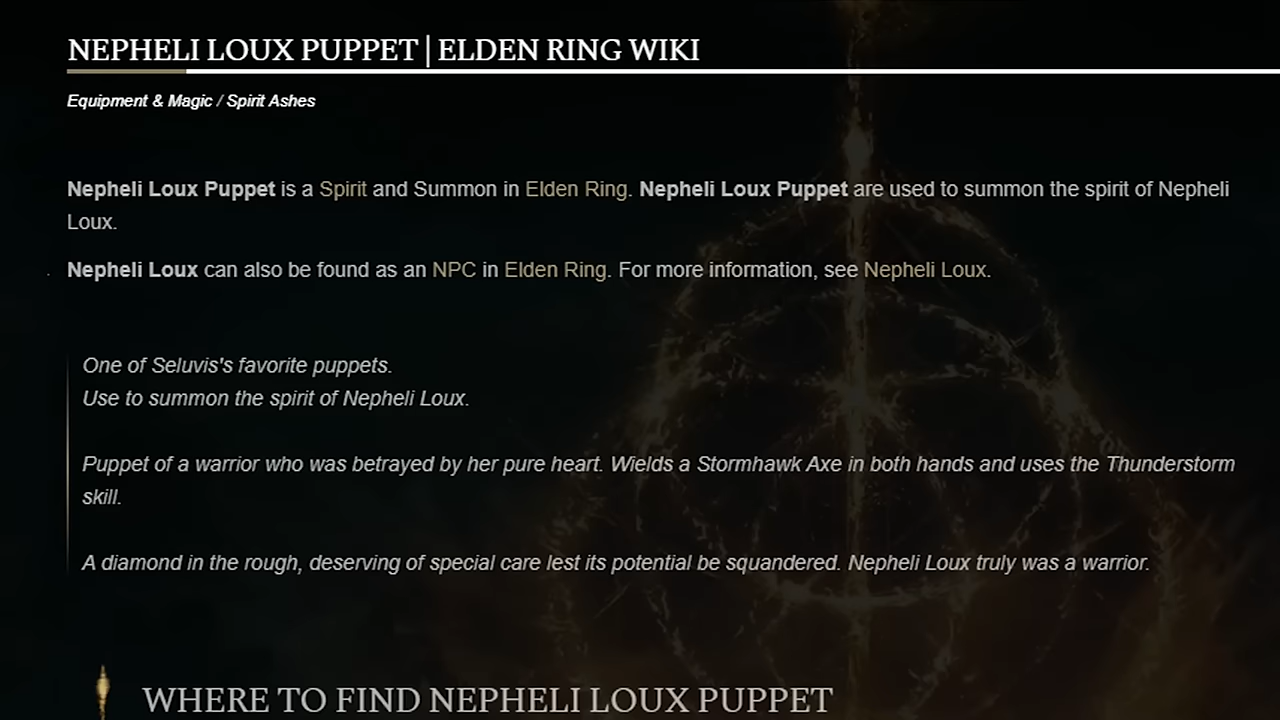 NEPHELI LOUX PUPPET | ELDEN RING WIKI
Equipment & Magic / Spirit Ashes
Nepheli Loux Puppet is a Spirit and Summon in Elden Ring. Nepheli Loux Puppet are used to summon the spirit of Nepheli
Loux.
Nepheli Loux can also be found as an NPC in Elden Ring. For more information, see Nepheli Loux.
One of Seluvis's favorite puppets.
Use to summon the spirit of Nepheli Loux.
Puppet of a warrior who was betrayed by her pure heart. Wields a Stormhawk Axe in both hands and uses the Thunderstorm
skill.
A diamond in the rough, deserving of special care lest its potential be squandered. Nepheli Loux truly was a warrior.
WHERE TO FIND NEPHELI LOUX PUPPET